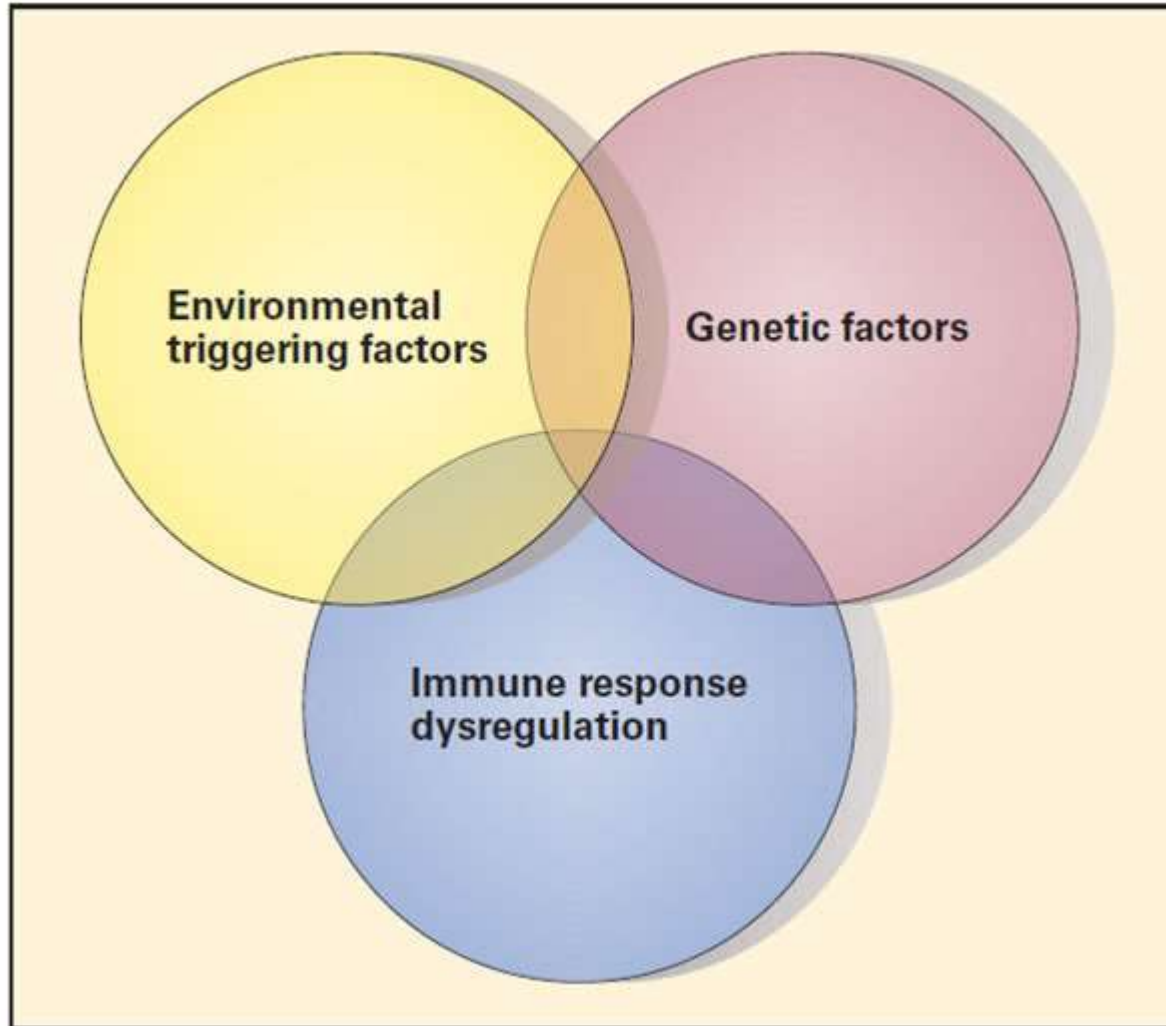 Environmental
triggering factors
Genetic factors
Immune response
dysregulation